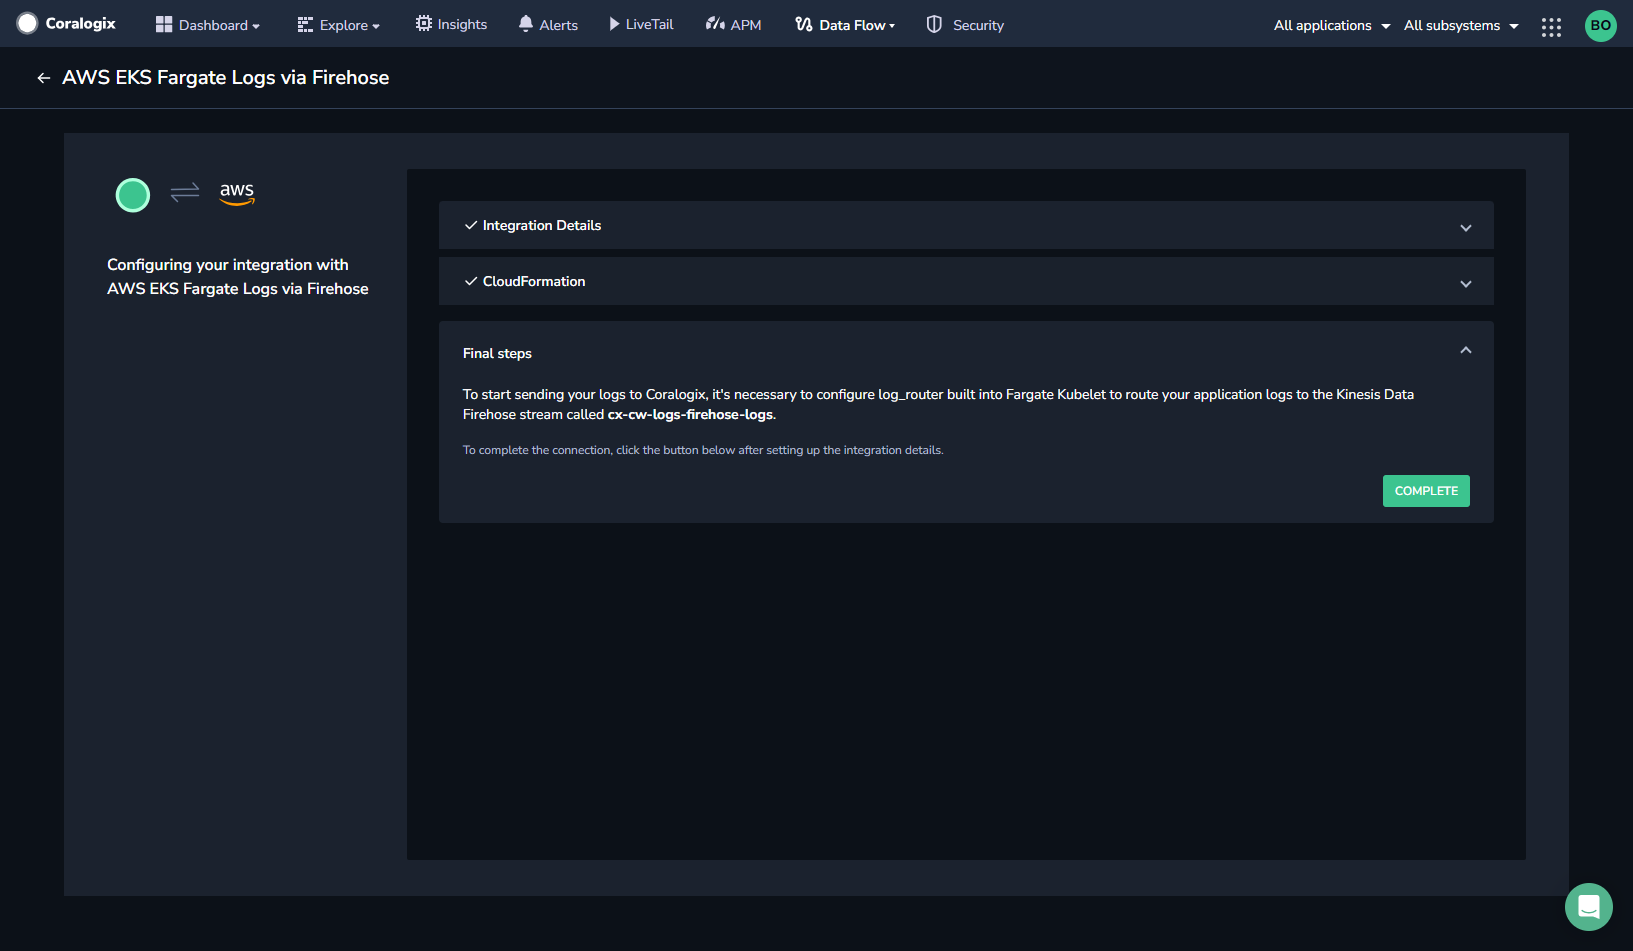 Coralogix
Dashboard
Explore
Insights
Alerts
LiveTail
APM
Data Flow
Security
All applications
All subsystems
BO
AWS EKS Fargate Logs via Firehose
aws
Configuring your integration with
AWS EKS Fargate Logs via Firehose
Integration Details
CloudFormation
Final steps
To start sending your logs to Coralogix, it's necessary to configure log_router built into Fargate Kubelet to route your application logs to the Kinesis Data
Firehose stream called cx-cw-logs-firehose-logs.
To complete the connection, click the button below after setting up the integration details.
COMPLETE